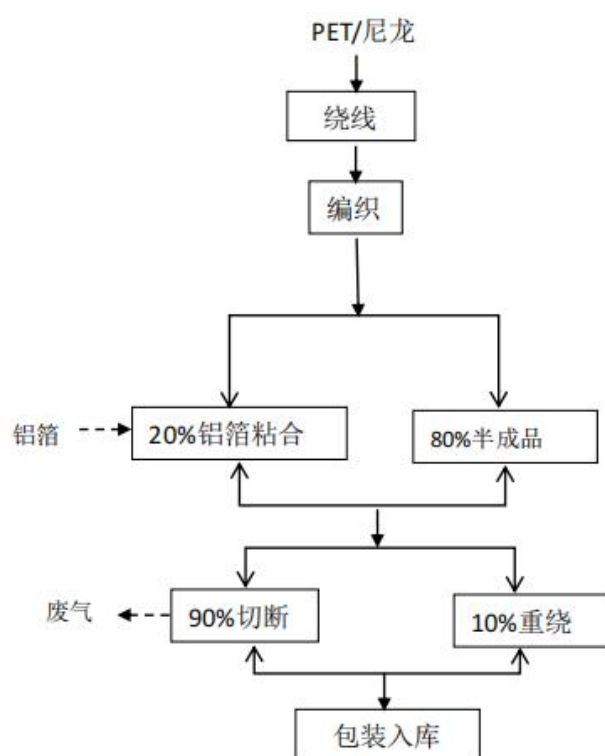 PET/尼龙
绕线
编织
铝箔
20%铝箔粘合
80%半成品
废气
90%切断
10%重绕
包装入库